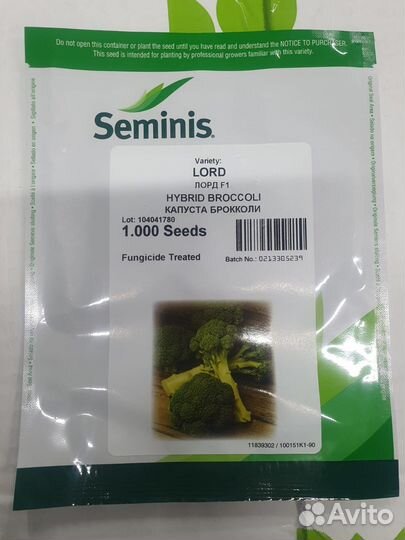 Do not open this container or plant the seed until you have read and understand the NOTICE TO PURCHASER.
This seed is intended for planting by professional growers familiar with this variety.
Seminis
Variety:
LORD
ЛОРД F1
HYBRID BROCCOLI
КАПУСТА БРОККОЛИ
Lot: 104041780
1.000 Seeds
Fungicide Treated
Batch No.: 0213305239
11839302 / 100151K1-90
Avito